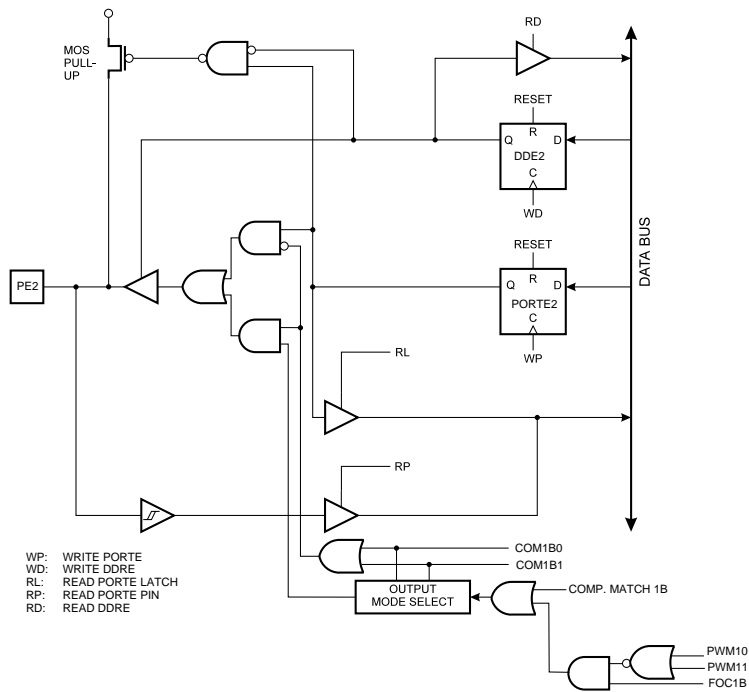 RD
MOS
PULL-
UP
RESET
R
Q
D
DDE2
C
WD
DATA BUS
RESET
R
Q
D
PORTE2
C
WP
PE2
RL
RP
WP: WRITE PORTE
WD: WRITE DDRE
RL: READ PORTE LATCH
RP: READ PORTE PIN
RD: READ DDRE
COM1B0
COM1B1
OUTPUT
MODE SELECT
COMP. MATCH 1B
PWM10
PWM11
FOC1B